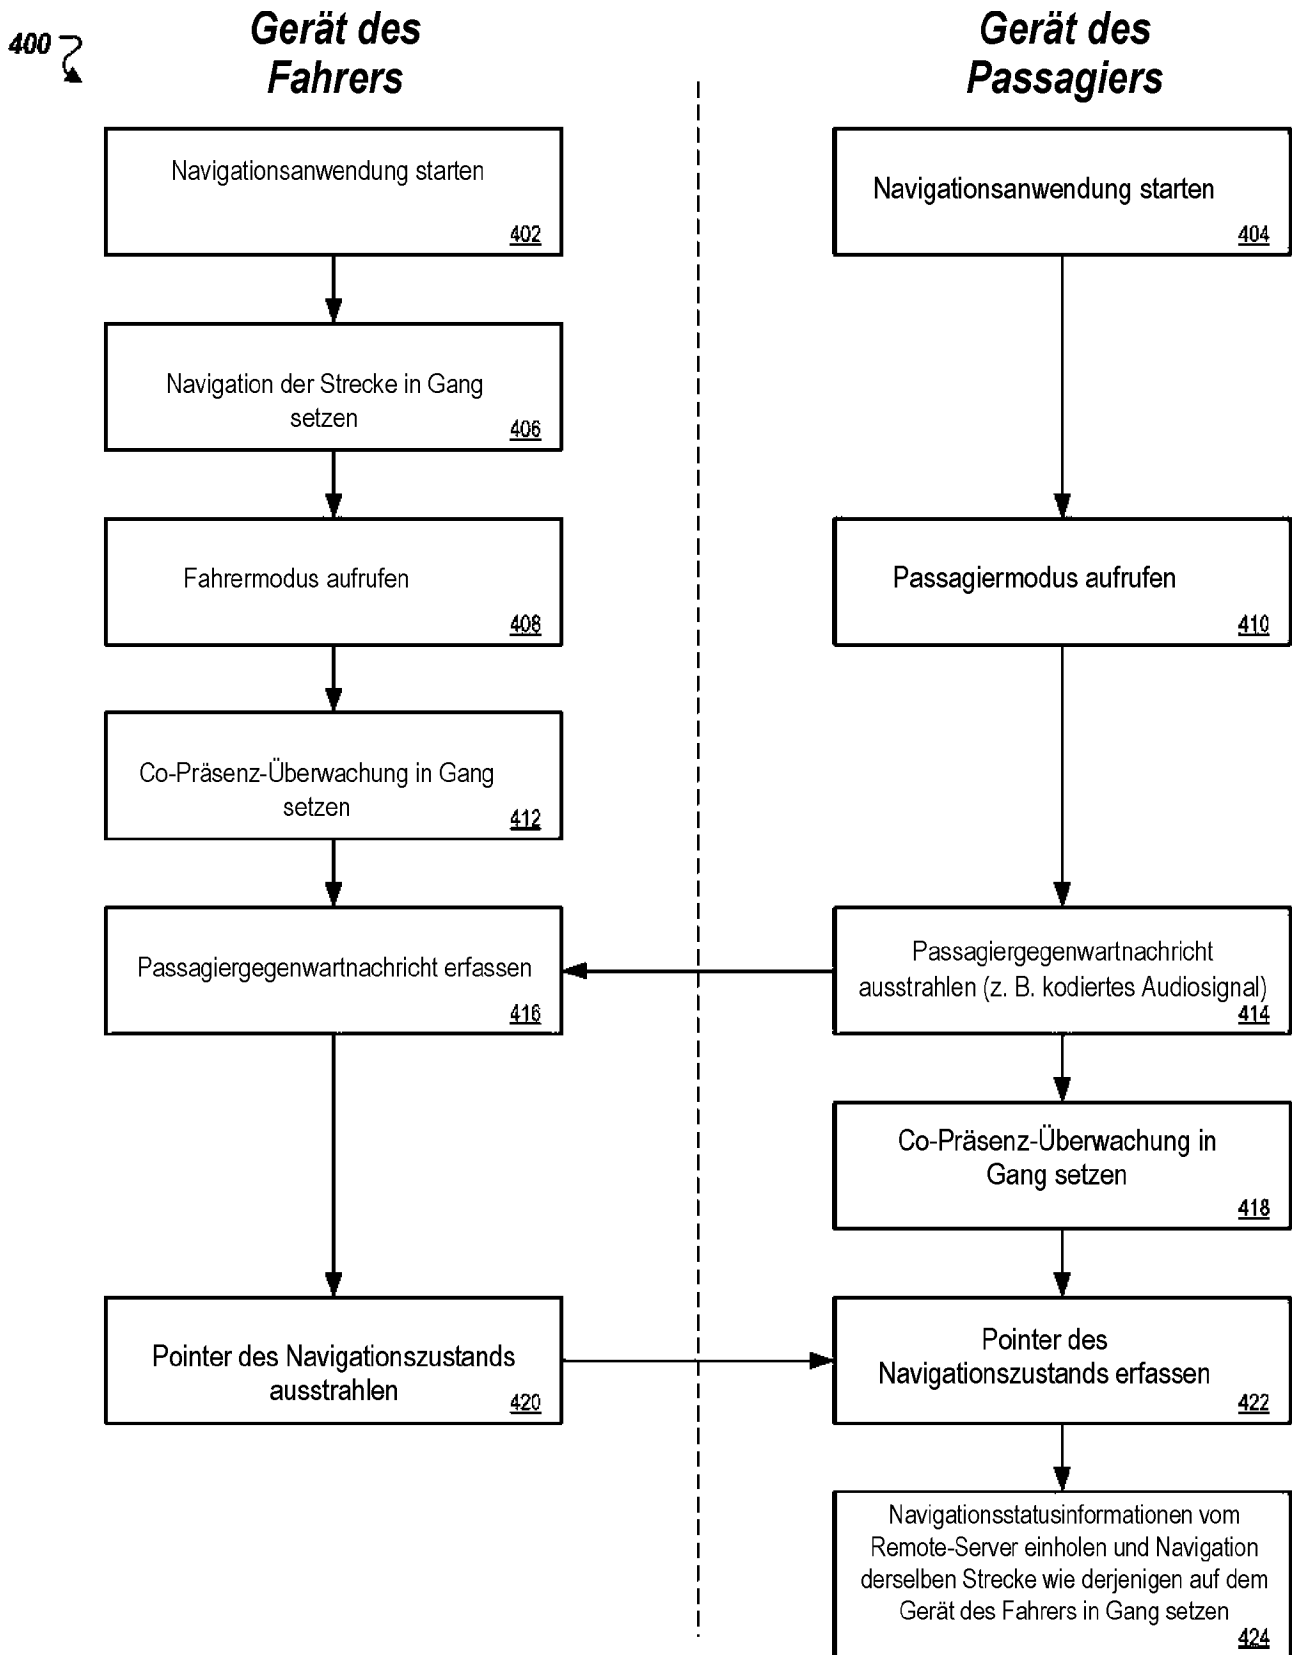 400
Gerät des
Fahrers
Gerät des
Passagiers
Navigationsanwendung starten
402
Navigationsanwendung starten
404
Navigation der Strecke in Gang
setzen
406
Fahrermodus aufrufen
408
Passagiermodus aufrufen
410
Co-Präsenz-Überwachung in Gang
setzen
412
Passagiergegenwartnachricht erfassen
416
Passagiergegenwartnachricht
ausstrahlen (z. B. kodiertes Audiosignal)
414
Co-Präsenz-Überwachung in
Gang setzen
418
Pointer des Navigationszustands
ausstrahlen
420
Pointer des
Navigationszustands erfassen
422
Navigationsstatusinformationen vom
Remote-Server einholen und Navigation
derselben Strecke wie derjenigen auf dem
Gerät des Fahrers in Gang setzen
424